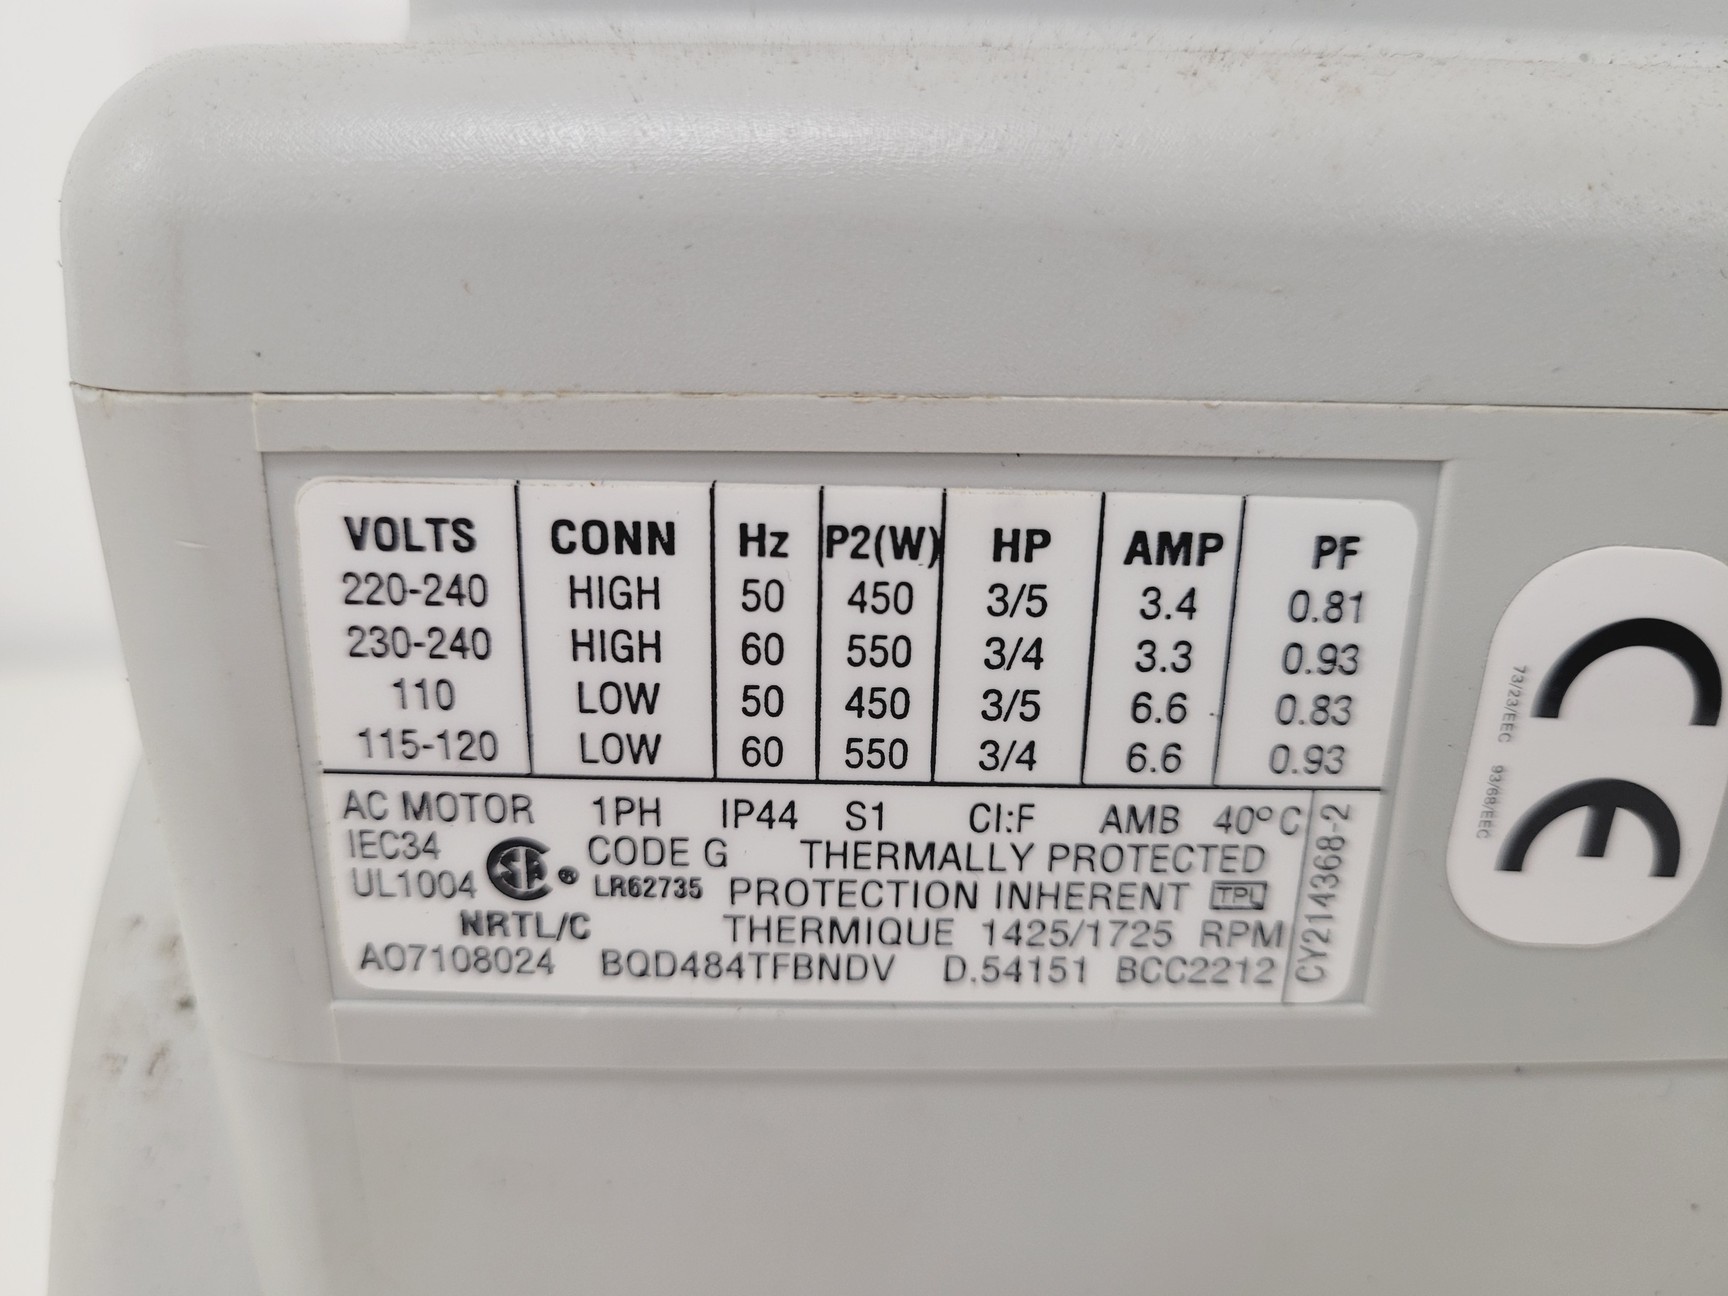 VOLTS CONN Hz P2(W) HP AMP PF
220-240 HIGH 50 450 3/5 3.4 0.81
230-240 HIGH 60 550 3/4 3.3 0.93
110 LOW 50 450 3/5 6.6 0.83
115-120 LOW 60 550 3/4 6.6 0.93
AC MOTOR 1PH IP44 S1 CI:F AMB 40°C
IEC34 CODE G THERMALLY PROTECTED
UL1004 SA ® LR62735 PROTECTION INHERENT TPL
NRTL/C THERMIQUE 1425/1725 RPM
A07108024 BQD484TFBNDV D.54151 BCC2212
CY2143368-2
CE
73/23/EEC 93/68/EEC